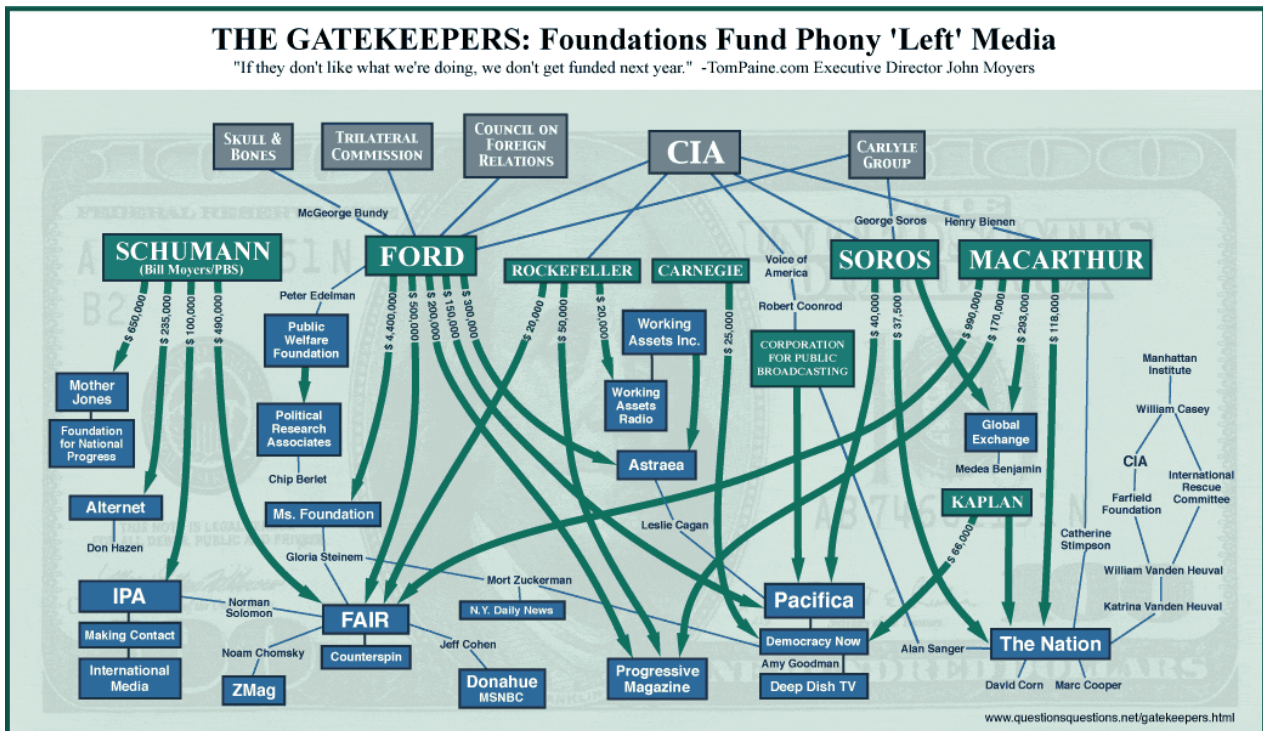 THE GATEKEEPERS: Foundations Fund Phony 'Left' Media
"If they don't like what we're doing, we don't get funded next year." -TomPaine.com Executive Director John Moyers
SKULL &
BONES
TRILATERAL
COMMISSION
COUNCIL ON
FOREIGN
RELATIONS
CIA
CARLYLE
GROUP
McGeorge Bundy
George Soros
Henry Bienen
SCHUMANN
(Bill Moyers/PBS)
FORD
ROCKEFELLER
CARNEGIE
Voice of
America
SOROS
MACARTHUR
Peter Edelman
Robert Coonrod
$ 650,000
$ 235,000
$ 100,000
$ 490,000
$ 4,400,000
$ 500,000
$ 200,000
$ 150,000
$ 300,000
$ 20,000
$ 50,000
$ 20,000
$ 25,000
$ 40,000
$ 37,500
$ 990,000
$ 170,000
$ 293,000
$ 118,000
Public
Welfare
Foundation
Working
Assets Inc.
CORPORATION
FOR PUBLIC
BROADCASTING
Manhattan
Institute
Mother
Jones
Foundation
for National
Progress
Political
Research
Associates
Working
Assets
Radio
Global
Exchange
William Casey
Chip Berlet
Astraea
Medea Benjamin
CIA
International
Rescue
Committee
Alternet
Ms. Foundation
KAPLAN
Farfield
Foundation
Don Hazen
Leslie Cagan
$ 66,000
Catherine
Stimpson
Gloria Steinem
Mort Zuckerman
William Vanden Heuval
IPA
Norman
Solomon
FAIR
N.Y. Daily News
Pacifica
Katrina Vanden Heuval
Making Contact
Counterspin
Noam Chomsky
Jeff Cohen
Democracy Now
Alan Sanger
The Nation
International
Media
ZMag
Donahue
MSNBC
Progressive
Magazine
Amy Goodman
Deep Dish TV
David Corn
Marc Cooper
www.questionsquestions.net/gatekeepers.html